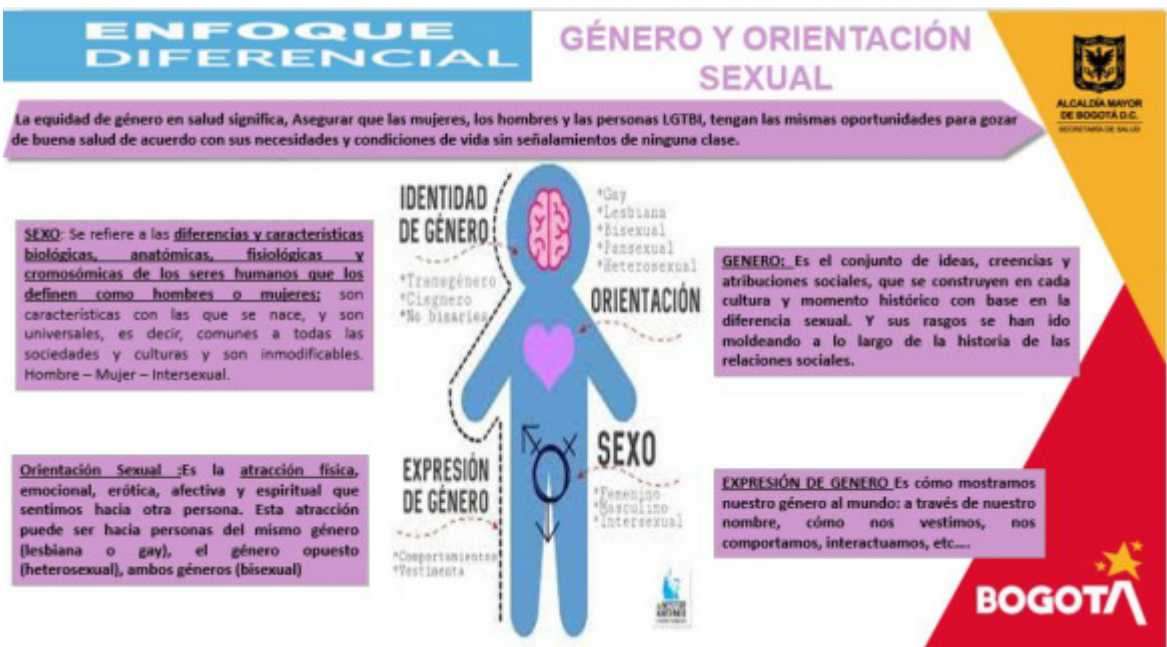 ENFOQUE
DIFERENCIAL
GÉNERO Y ORIENTACIÓN
SEXUAL
ALCALDÍA MAYOR
DE BOGOTÁ D.C.
SECRETARÍA DE SALUD
La equidad de género en salud significa, Asegurar que las mujeres, los hombres y las personas LGTBI, tengan las mismas oportunidades para gozar
de buena salud de acuerdo con sus necesidades y condiciones de vida sin señalamientos de ninguna clase.
SEXO: Se refiere a las diferencias y características
biológicas, anatómicas, fisiológicas y
cromosómicas de los seres humanos que los
definen como hombres o mujeres; son
características con las que se nace, y son
universales, es decir, comunes a todas las
sociedades y culturas y son inmodificables.
Hombre – Mujer – Intersexual.
Orientación Sexual :Es la atracción física,
emocional, erótica, afectiva y espiritual que
sentimos hacia otra persona. Esta atracción
puede ser hacia personas del mismo género
(lesbiana o gay), el género opuesto
(heterosexual), ambos géneros (bisexual)
IDENTIDAD
DE GÉNERO
*Transgénero
*Cisgnero
*No binaries
*Gay
*Lesbiana
*Bisexual
*Pansexual
*Heterosexual
ORIENTACIÓN
EXPRESIÓN
DE GÉNERO
*Comportamientos
*Vestimenta
SEXO
*Femenino
*Masculino
*Intersexual
GENERO: Es el conjunto de ideas, creencias y
atribuciones sociales, que se construyen en cada
cultura y momento histórico con base en la
diferencia sexual. Y sus rasgos se han ido
moldeando a lo largo de la historia de las
relaciones sociales.
EXPRESIÓN DE GENERO Es cómo mostramos
nuestro género al mundo: a través de nuestro
nombre, cómo nos vestimos, nos
comportamos, interactuamos, etc....
BOGOTÁ